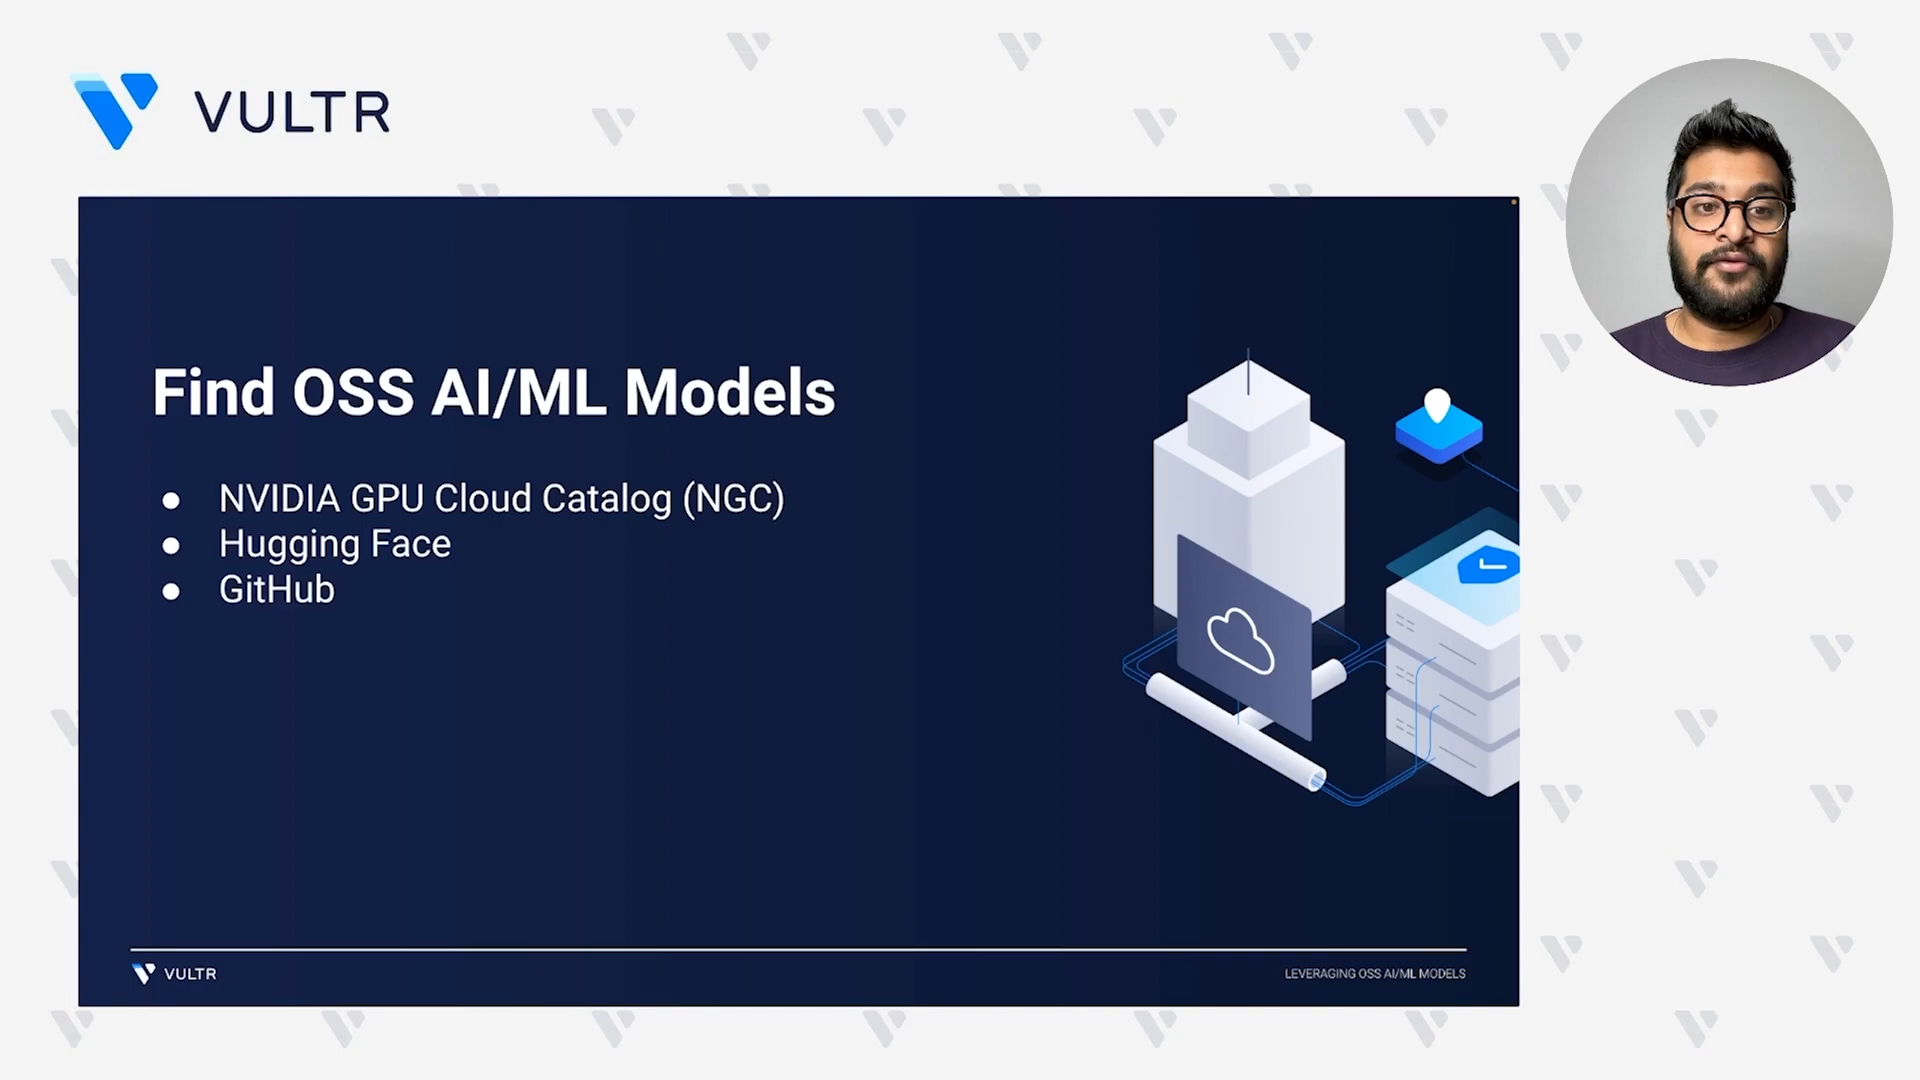 VULTR
Find OSS AI/ML Models
● NVIDIA GPU Cloud Catalog (NGC)
● Hugging Face
● GitHub
VULTR
LEVERAGING OSS AI/ML MODELS